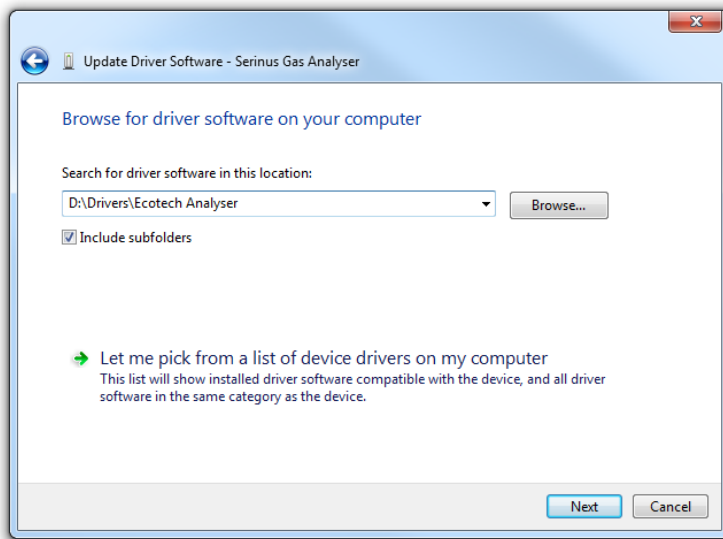 Update Driver Software - Serinus Gas Analyser
Browse for driver software on your computer
Search for driver software in this location:
D:\Drivers\Ecotech Analyser
Browse...
Include subfolders
Let me pick from a list of device drivers on my computer
This list will show installed driver software compatible with the device, and all driver
software in the same category as the device.
Next
Cancel